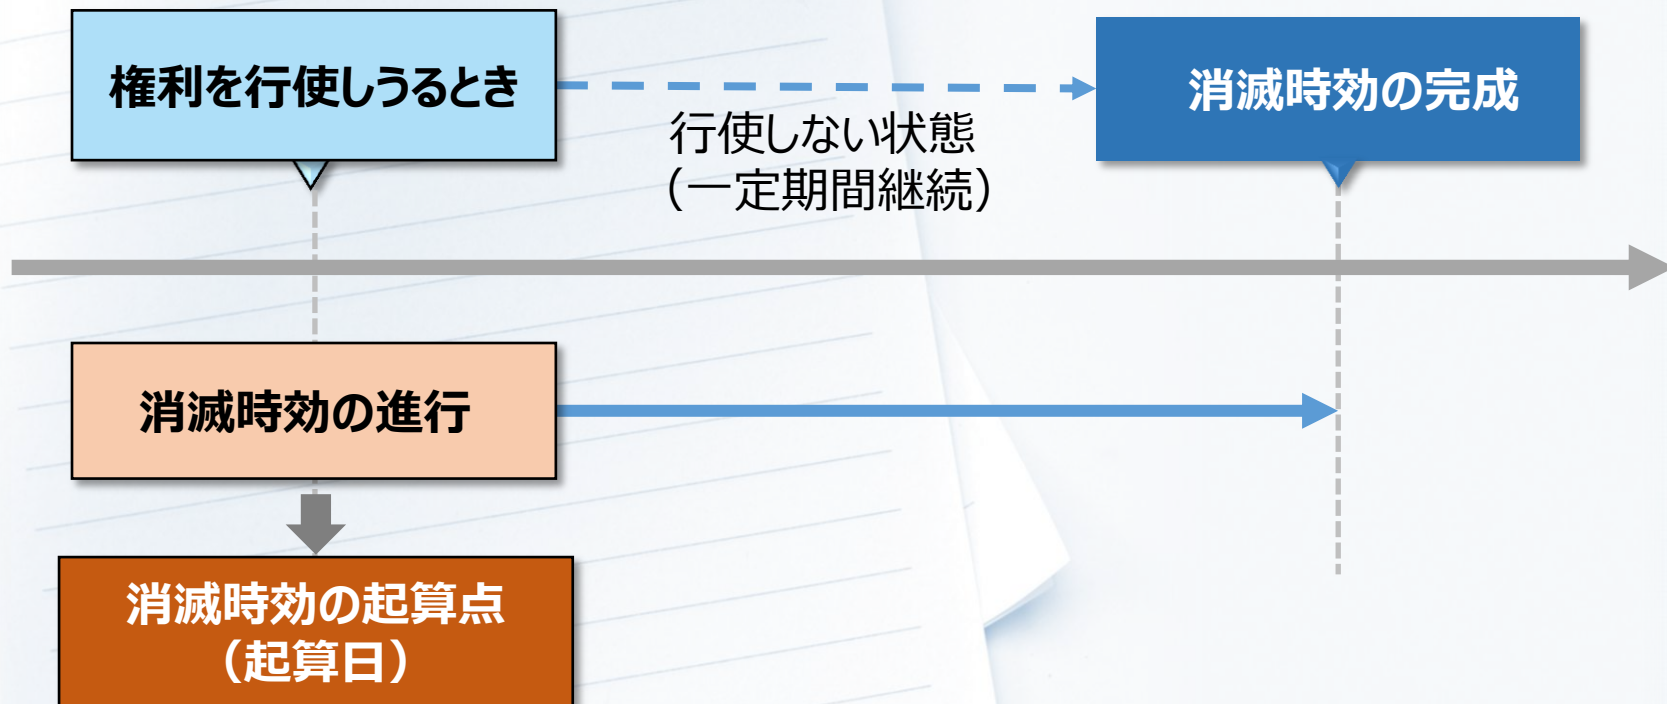 権利を行使しうるとき
消滅時効の完成
行使しない状態
（一定期間継続）
消滅時効の進行
消滅時効の起算点
（起算日）